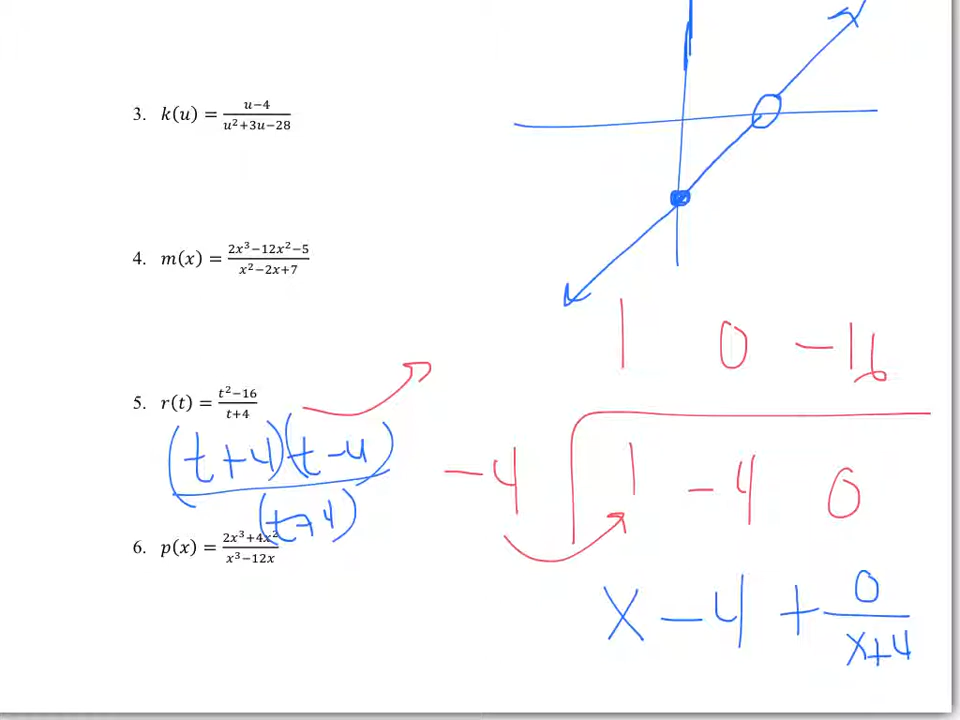 3. k(u) = (u−4)/(u²+3u−28)
4. m(x) = (2x³−12x²−5)/(x²−2x+7)
1 0 −16
5. r(t) = (t²−16)/(t+4)
(t+4)(t−4)/(t+4)
−4 1 −4 0
6. p(x) = (2x³+4x²)/(x³−12x)
x − 4 + 0/(x+4)